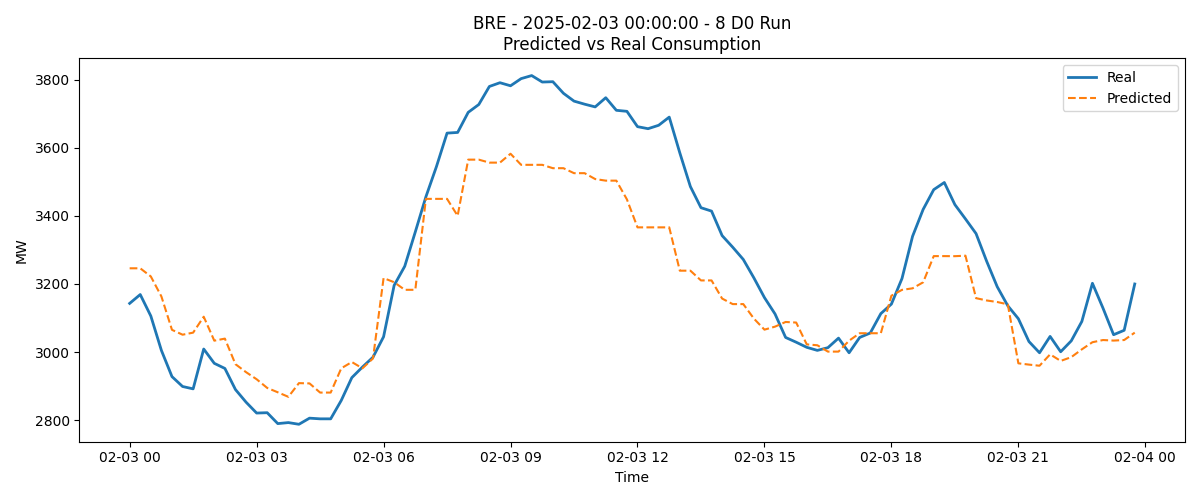 BRE - 2025-02-03 00:00:00 - 8 D0 Run
Predicted vs Real Consumption
Real
Predicted
MW
3800
3600
3400
3200
3000
2800
02-03 00
02-03 03
02-03 06
02-03 09
02-03 12
02-03 15
02-03 18
02-03 21
02-04 00
Time